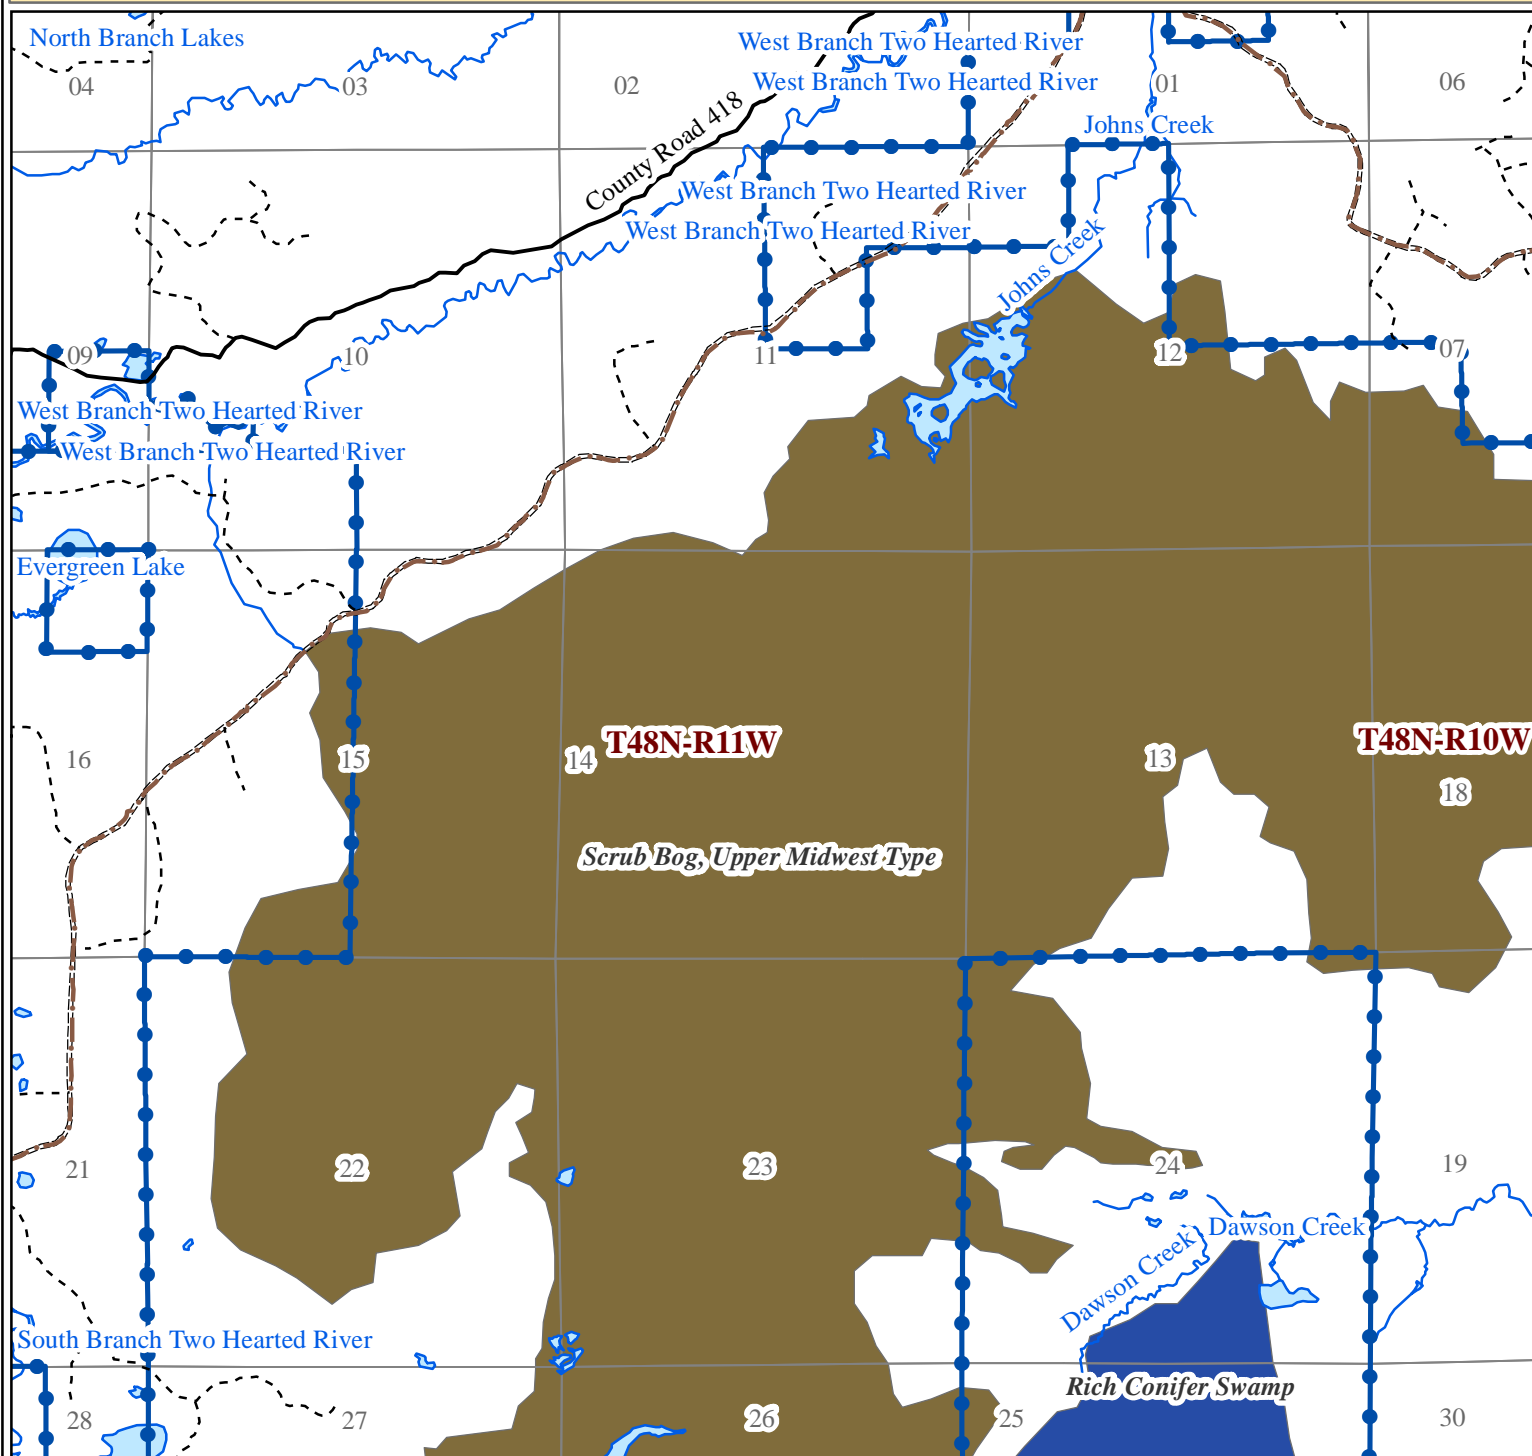 North Branch Lakes
West Branch Two Hearted River
04
03
02
West Branch Two Hearted River
01
06
County Road 418
Johns Creek
West Branch Two Hearted River
West Branch Two Hearted River
Johns Creek
09
10
11
12
07
West Branch Two Hearted River
West Branch Two Hearted River
Evergreen Lake
T48N-R11W
T48N-R10W
16
15
14
13
18
Scrub Bog, Upper Midwest Type
21
22
23
24
19
Dawson Creek
Dawson Creek
South Branch Two Hearted River
Rich Conifer Swamp
28
27
26
25
30